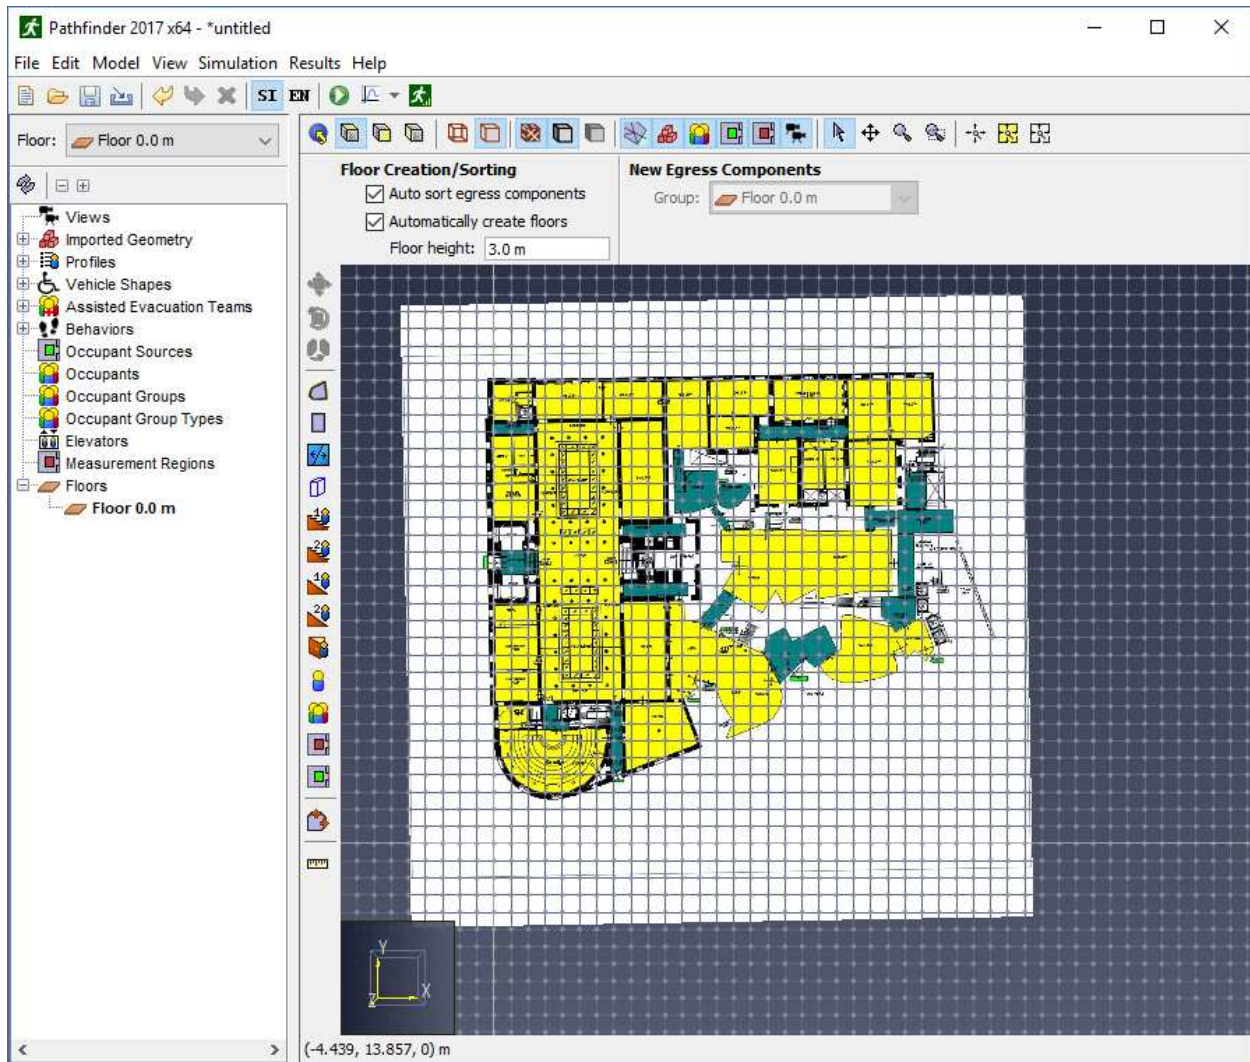 Pathfinder 2017 x64 - *untitled
File Edit Model View Simulation Results Help
SI EN
Floor: Floor 0.0 m
Floor Creation/Sorting
Auto sort egress components
Automatically create floors
Floor height: 3.0 m
New Egress Components
Group: Floor 0.0 m
Views
Imported Geometry
Profiles
Vehicle Shapes
Assisted Evacuation Teams
Behaviors
Occupant Sources
Occupants
Occupant Groups
Occupant Group Types
Elevators
Measurement Regions
Floors
Floor 0.0 m
Y
X
Z
(-4.439, 13.857, 0) m